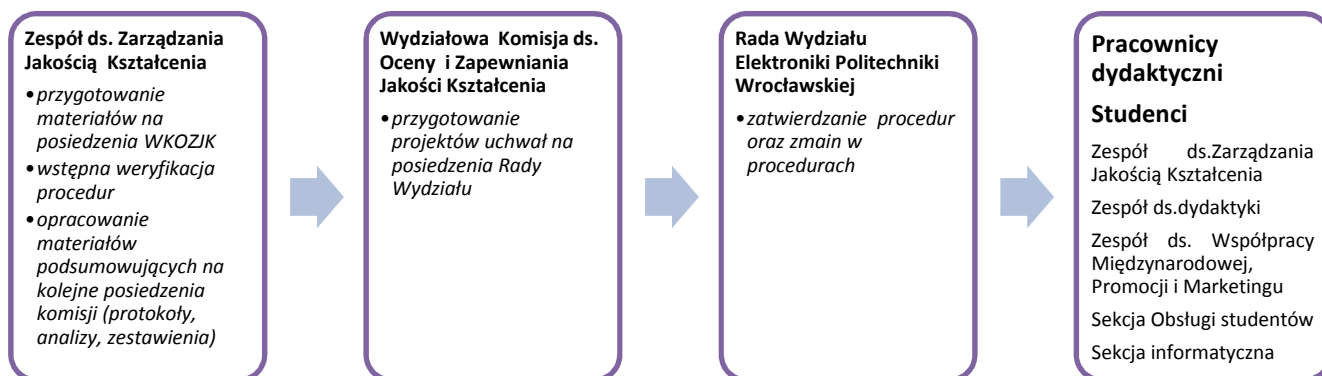 Zespół ds. Zarządzania
Jakością Kształcenia
•przygotowanie
materiałów na
posiedzenia WKOZJK
•wstępna weryfikacja
procedur
•opracowanie
materiałów
podsumowujących na
kolejne posiedzenia
komisji (protokoły,
analizy, zestawienia)
Wydziałowa Komisja ds.
Oceny i Zapewniania
Jakości Kształcenia
•przygotowanie
projektów uchwał na
posiedzenia Rady
Wydziału
Rada Wydziału
Elektroniki Politechniki
Wrocławskiej
•zatwierdzanie procedur
oraz zmain w
procedurach
Pracownicy
dydaktyczni
Studenci
Zespół ds.Zarządzania
Jakością Kształcenia
Zespół ds.dydaktyki
Zespół ds. Współpracy
Międzynarodowej,
Promocji i Marketingu
Sekcja Obsługi studentów
Sekcja informatyczna